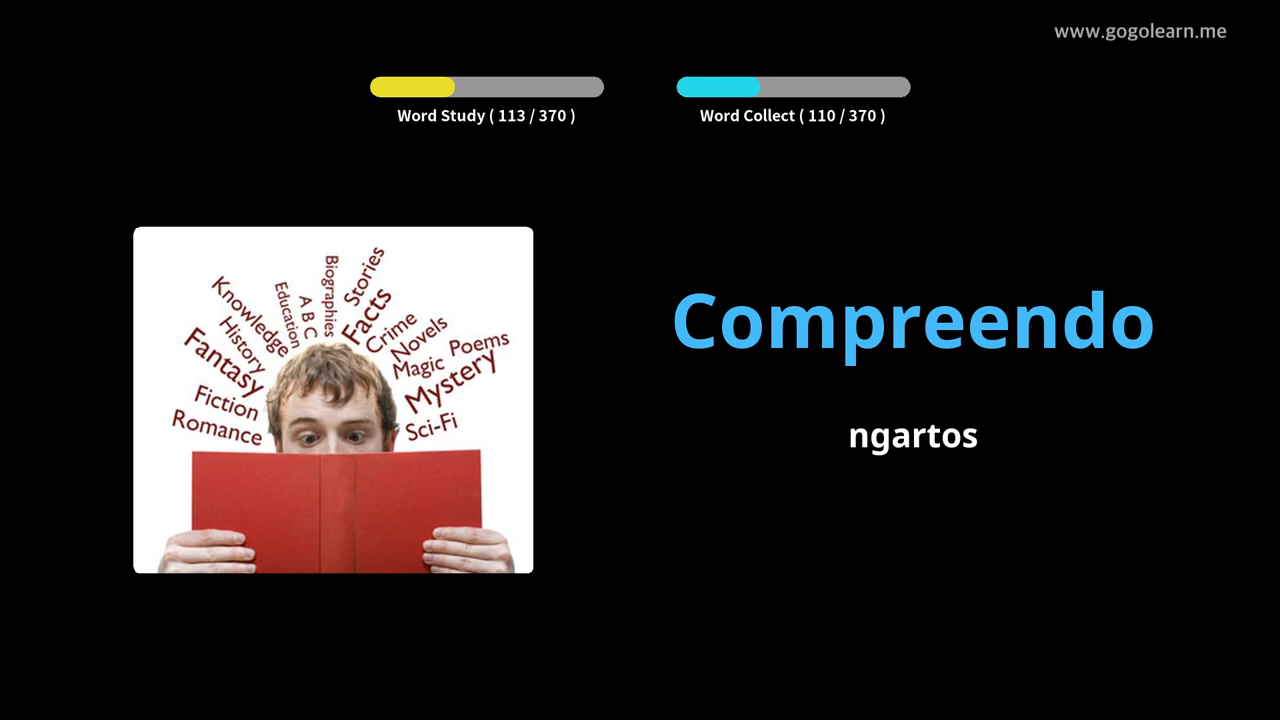 www.gogolearn.me
Word Study ( 113 / 370 )
Word Collect ( 110 / 370 )
Compreendo
ngartos
Biographies
Stories
Education
A B C
Facts
Knowledge
Crime
History
Novels
Fantasy
Magic
Poems
Mystery
Fiction
Romance
Sci-Fi